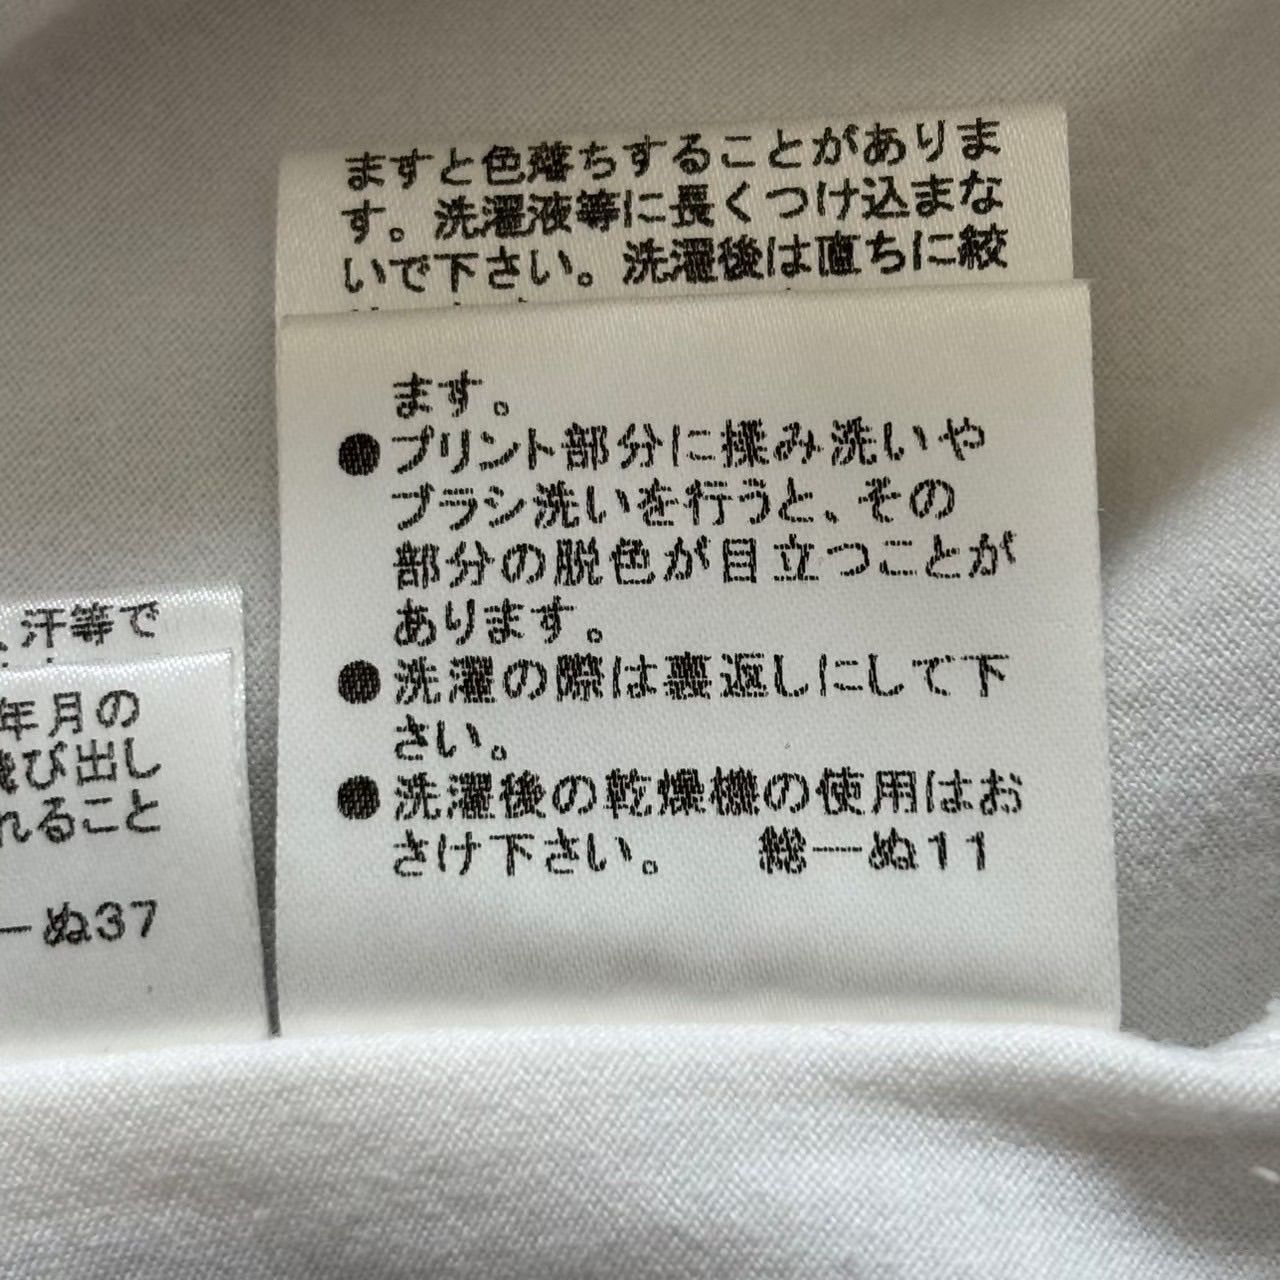 ますと色落ちすることがありま
す。洗濯液等に長くつけ込まな
いで下さい。洗濯後は直ちに絞
ます。
●プリント部分に揉み洗いや
ブラシ洗いを行うと、その
部分の脱色が目立つことが
あります。
●洗濯の際は裏返しにして下
さい。
●洗濯後の乾燥機の使用はお
さけ下さい。 総一ぬ11
、汗等で
年月の
び出し
れること
一ぬ37